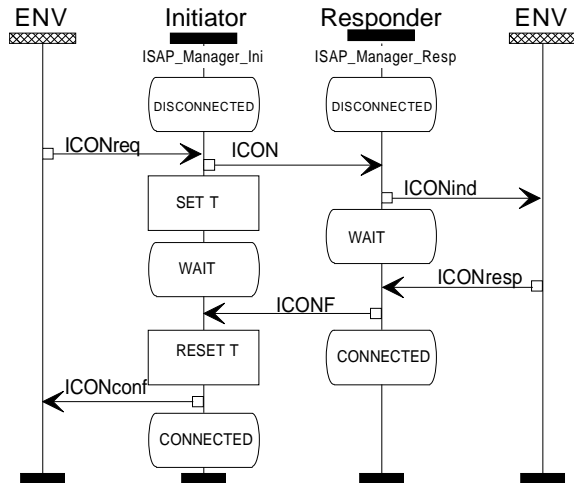 ENV Initiator Responder ENV
ISAP_Manager_Ini ISAP_Manager_Resp
DISCONNECTED DISCONNECTED
ICONreq ICON
ICONind
SET T
WAIT
WAIT
ICONresp
ICONF
RESET T CONNECTED
ICONconf
CONNECTED